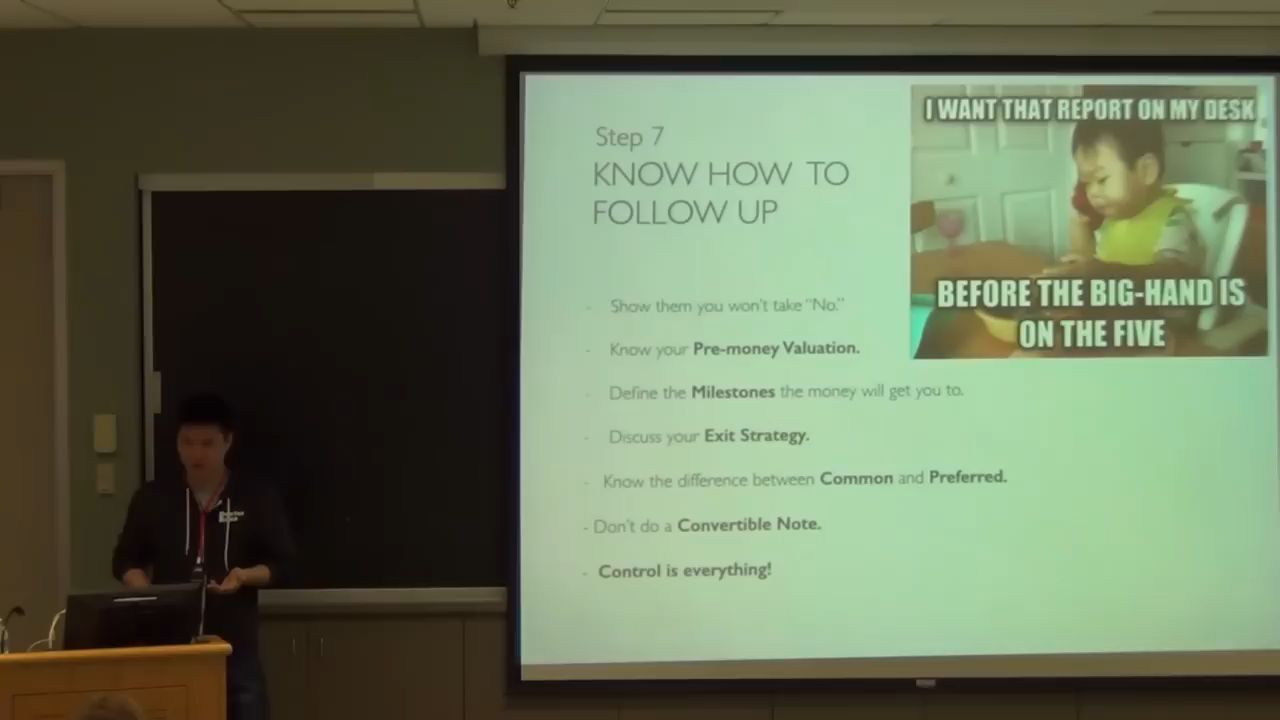 Step 7
KNOW HOW TO
FOLLOW UP
I WANT THAT REPORT ON MY DESK
BEFORE THE BIG-HAND IS
ON THE FIVE
- Show them you won't take "No."
- Know your Pre-money Valuation.
- Define the Milestones the money will get you to.
- Discuss your Exit Strategy.
- Know the difference between Common and Preferred.
- Don't do a Convertible Note.
- Control is everything!